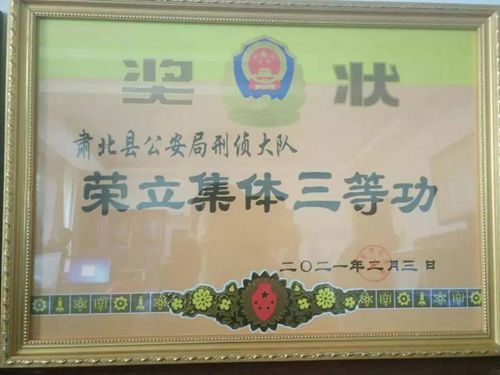 奖状
肃北县公安局刑侦大队
荣立集体三等功
二〇二一年二月三日